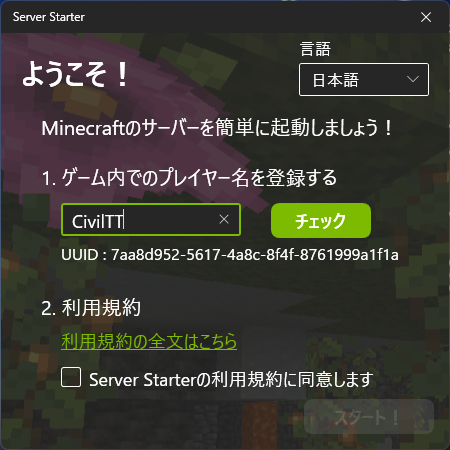 Server Starter
言語
ようこそ！
日本語
Minecraftのサーバーを簡単に起動しましょう！
1. ゲーム内でのプレイヤー名を登録する
CivilTT
チェック
UUID : 7aa8d952-5617-4a8c-8f4f-8761999a1f1a
2. 利用規約
利用規約の全文はこちら
Server Starterの利用規約に同意します
スタート！